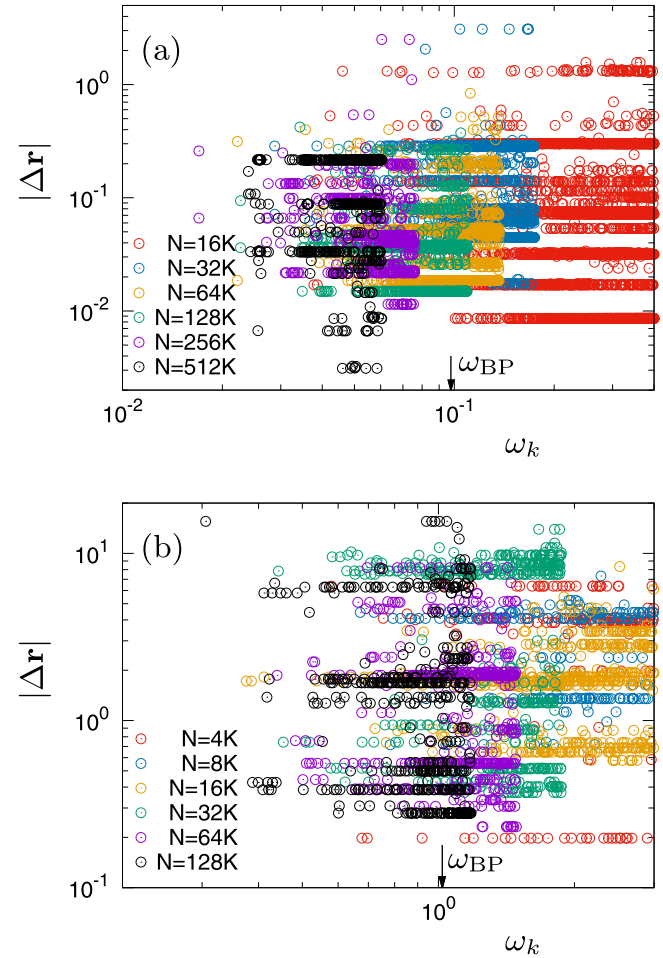 (a)
10^0
10^-1
10^-2
|Δr|
N=16K
N=32K
N=64K
N=128K
N=256K
N=512K
ω_BP
10^-2
10^-1
ω_k
(b)
10^1
10^0
10^-1
|Δr|
N=4K
N=8K
N=16K
N=32K
N=64K
N=128K
ω_BP
10^0
ω_k